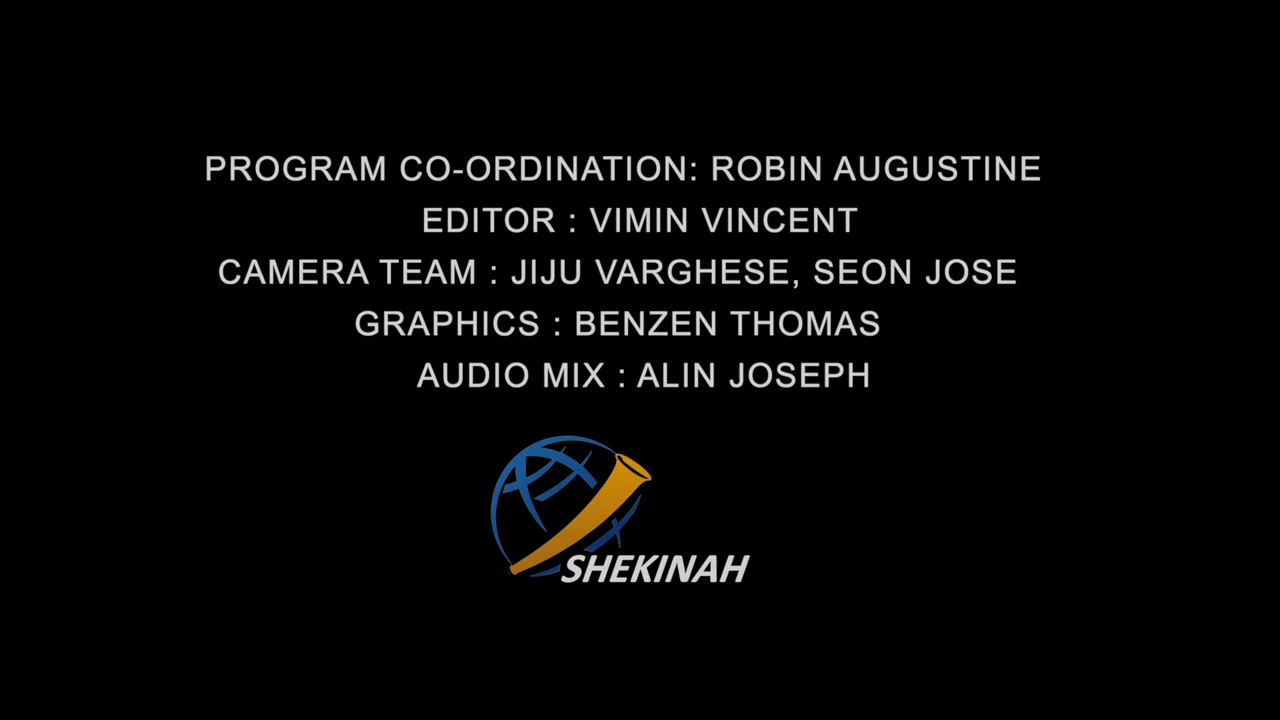 PROGRAM CO-ORDINATION: ROBIN AUGUSTINE
EDITOR : VIMIN VINCENT
CAMERA TEAM : JIJU VARGHESE, SEON JOSE
GRAPHICS : BENZEN THOMAS
AUDIO MIX : ALIN JOSEPH
SHEKINAH